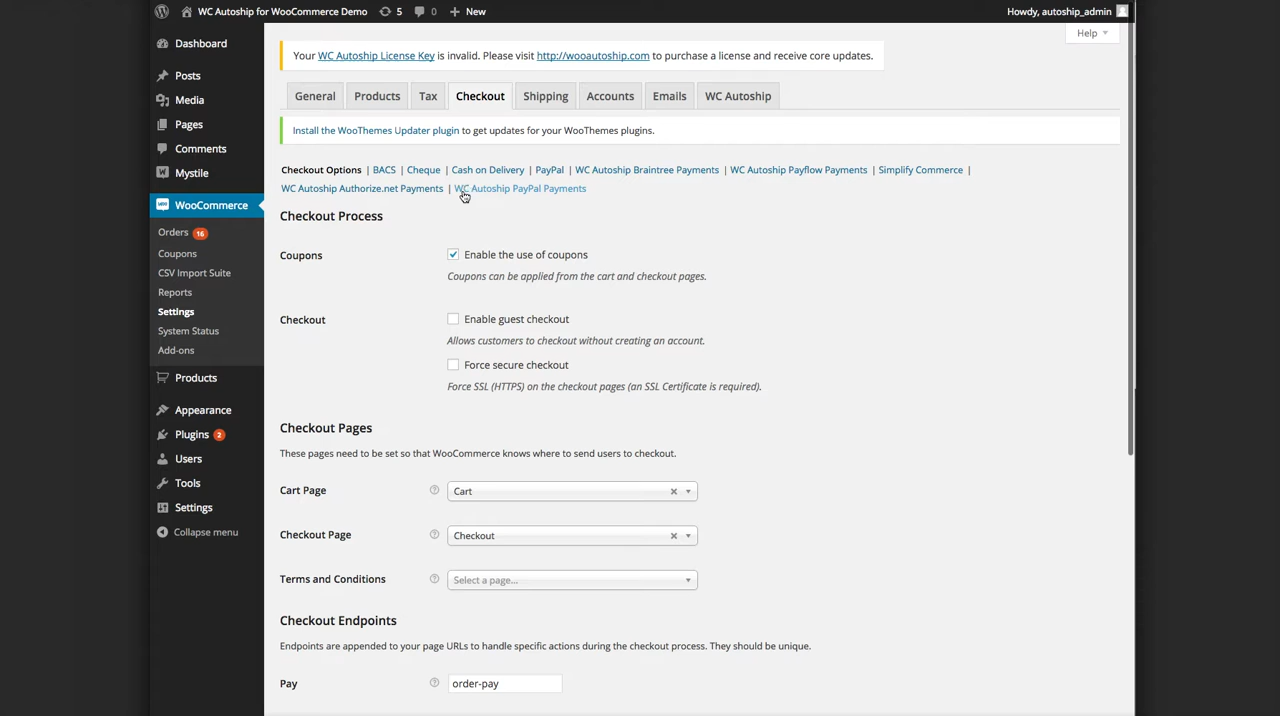 WC Autoship for WooCommerce Demo 5 0 + New Howdy, autoship_admin
Help
Dashboard
Posts
Media
Pages
Comments
Mystile
WooCommerce
Orders 16
Coupons
CSV Import Suite
Reports
Settings
System Status
Add-ons
Products
Appearance
Plugins 2
Users
Tools
Settings
Collapse menu
Your WC Autoship License Key is invalid. Please visit http://wooautoship.com to purchase a license and receive core updates.
General Products Tax Checkout Shipping Accounts Emails WC Autoship
Install the WooThemes Updater plugin to get updates for your WooThemes plugins.
Checkout Options | BACS | Cheque | Cash on Delivery | PayPal | WC Autoship Braintree Payments | WC Autoship Payflow Payments | Simplify Commerce |
WC Autoship Authorize.net Payments | WC Autoship PayPal Payments
Checkout Process
Coupons Enable the use of coupons
Coupons can be applied from the cart and checkout pages.
Checkout Enable guest checkout
Allows customers to checkout without creating an account.
Force secure checkout
Force SSL (HTTPS) on the checkout pages (an SSL Certificate is required).
Checkout Pages
These pages need to be set so that WooCommerce knows where to send users to checkout.
Cart Page ? Cart ×
Checkout Page ? Checkout ×
Terms and Conditions ? Select a page...
Checkout Endpoints
Endpoints are appended to your page URLs to handle specific actions during the checkout process. They should be unique.
Pay ? order-pay